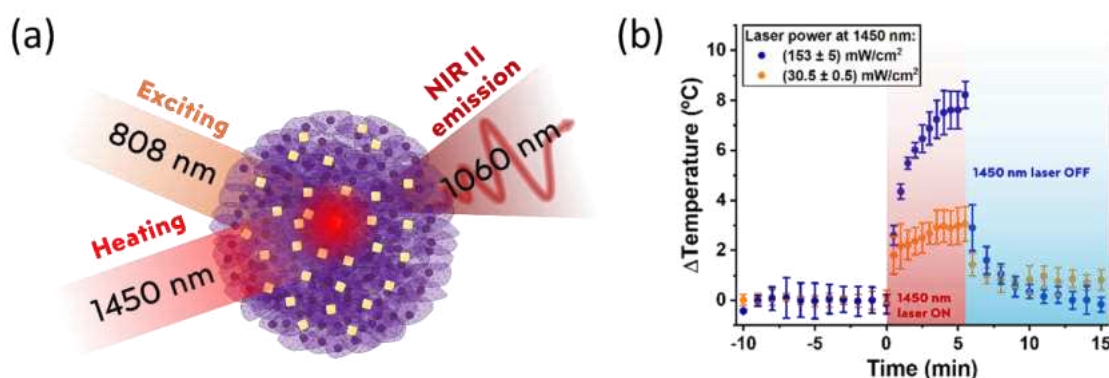 (a)
Exciting
808 nm
Heating
1450 nm
NIR II
emission
1060 nm
(b)
Laser power at 1450 nm:
(153 ± 5) mW/cm²
(30.5 ± 0.5) mW/cm²
ΔTemperature (ºC)
10
8
6
4
2
0
1450 nm laser OFF
1450 nm
laser ON
-10
-5
0
5
10
15
Time (min)